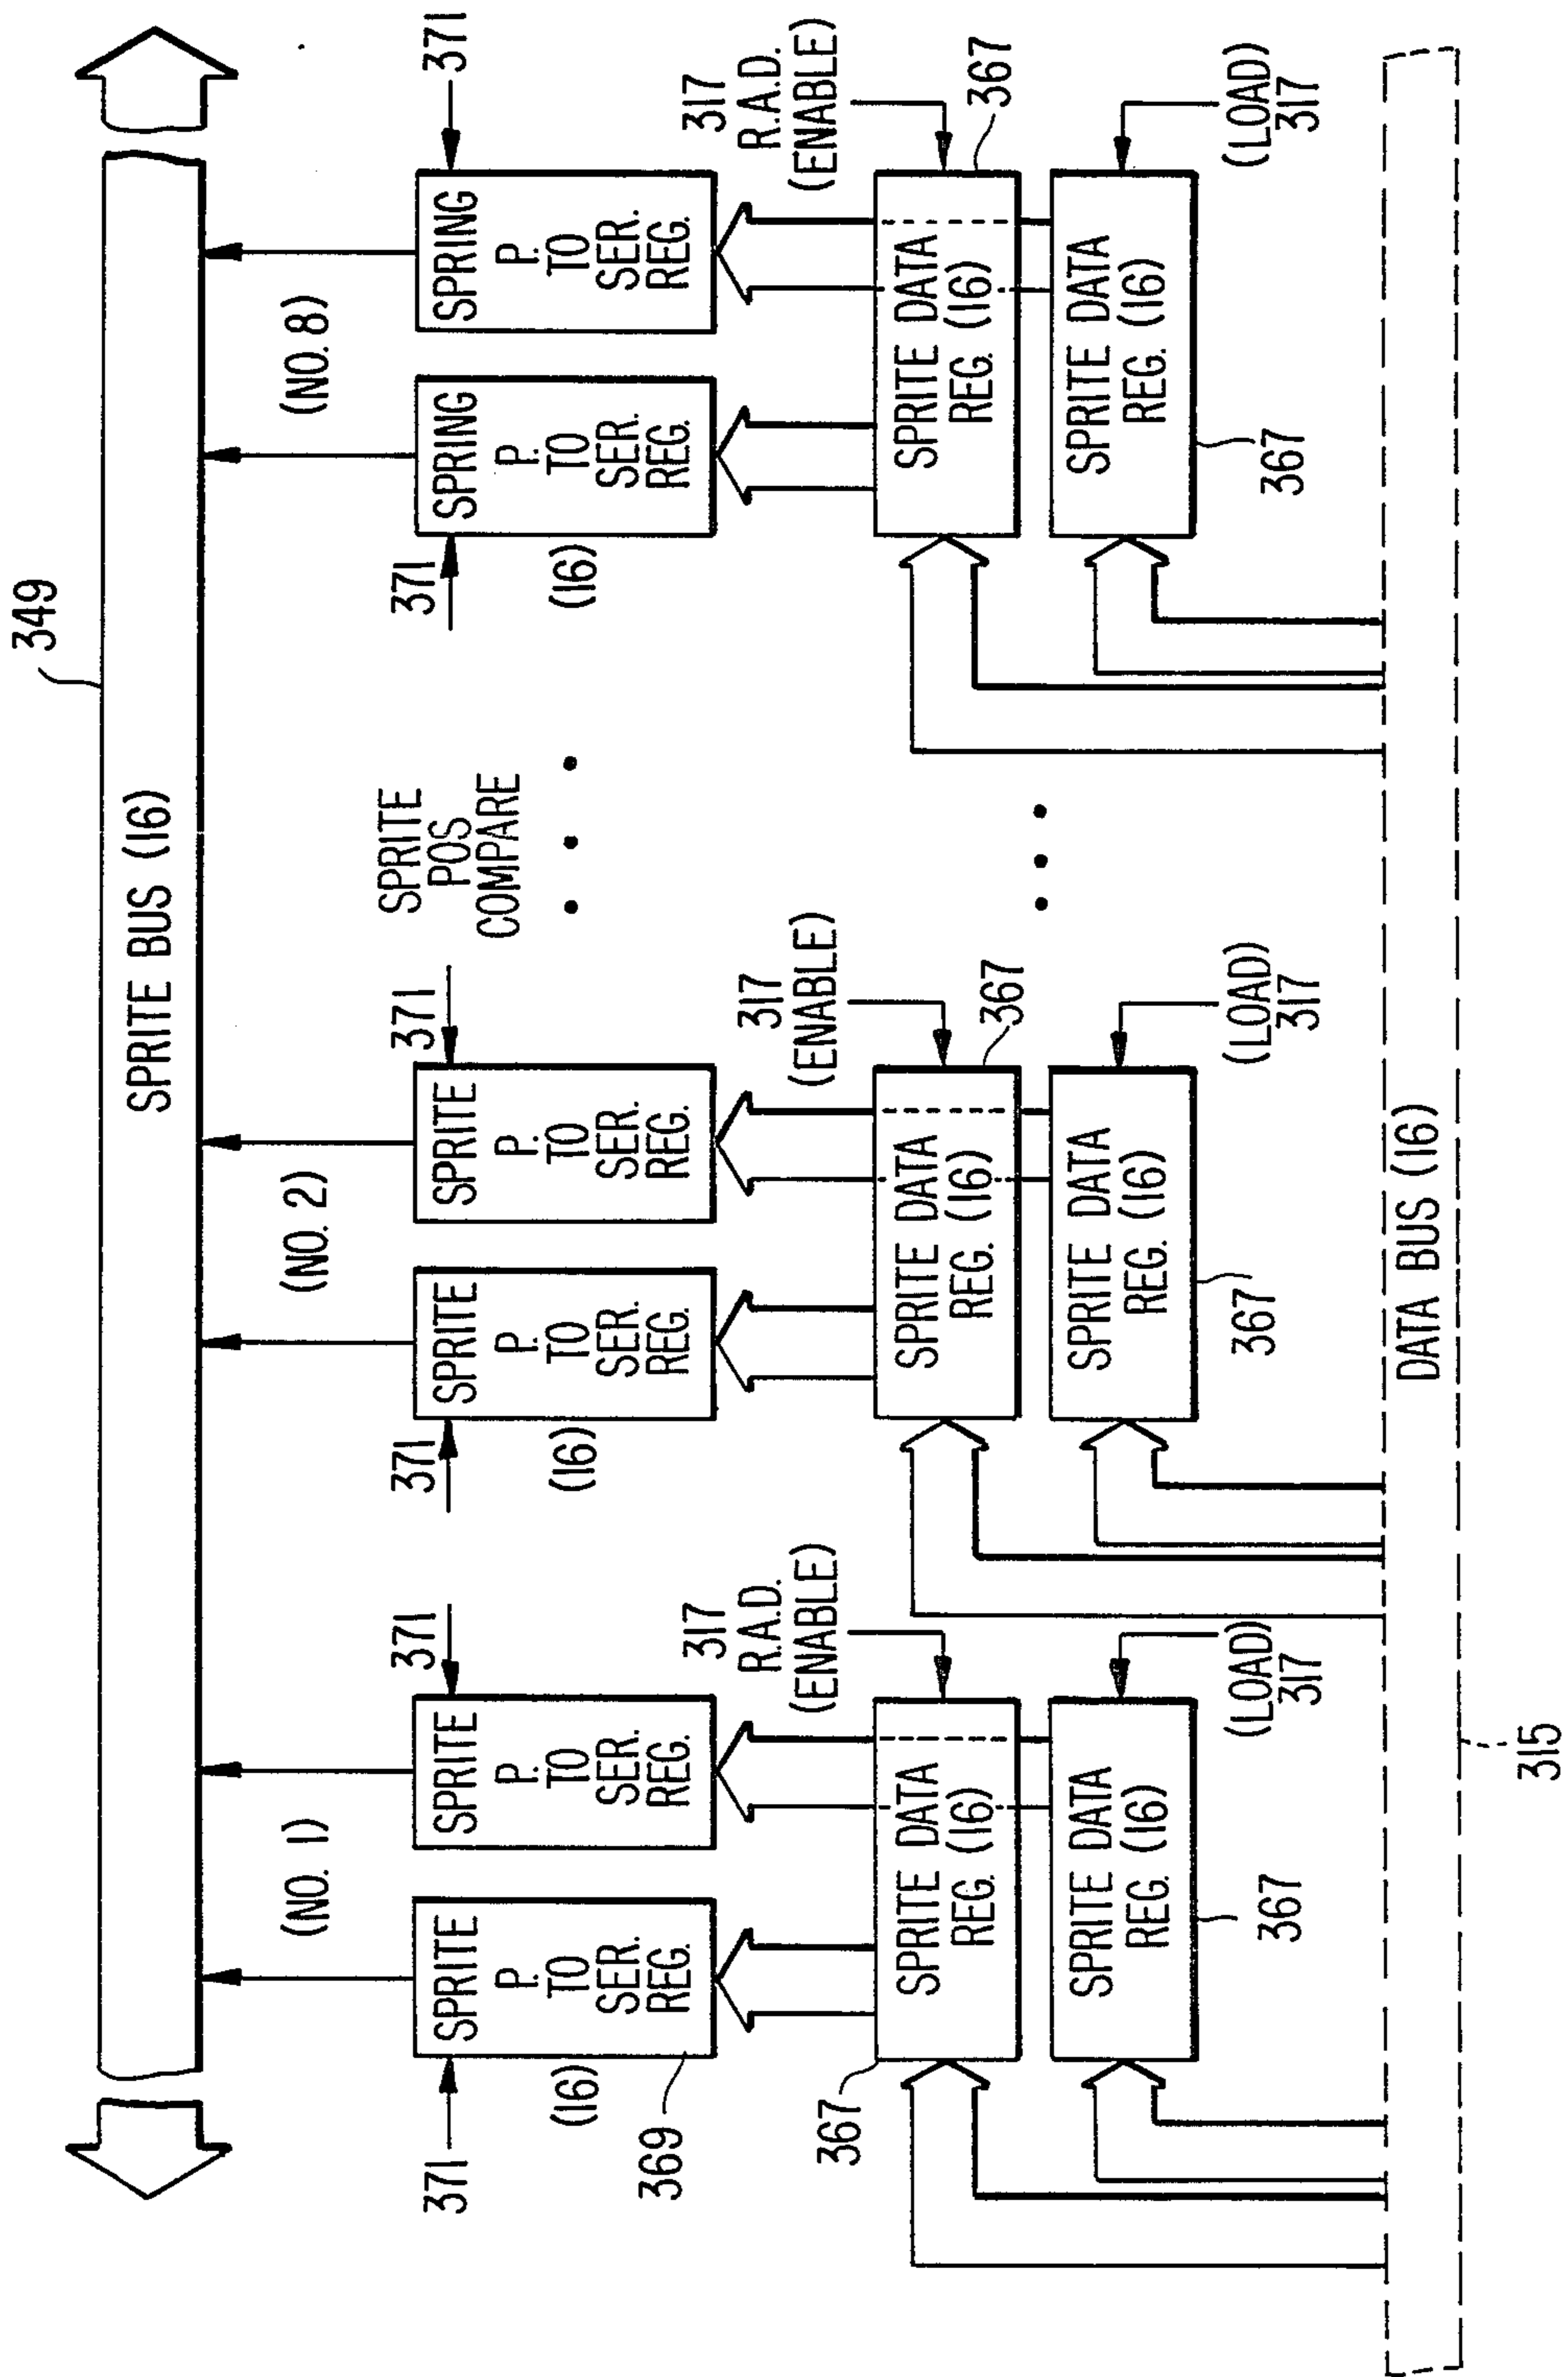 349
SPRITE BUS (16)
(NO. 1)
(NO. 2)
(NO. 8)
371
SPRITE
P.
TO
SER.
REG.
(16)
369
SPRITE
P.
TO
SER.
REG.
371
371
SPRITE
P.
TO
SER.
REG.
(16)
SPRITE
P.
TO
SER.
REG.
371
SPRITE
POS
COMPARE
371
SPRING
P.
TO
SER.
REG.
(16)
SPRING
P.
TO
SER.
REG.
371
317
R.A.D.
(ENABLE)
317
(ENABLE)
317
R.A.D.
(ENABLE)
367
SPRITE DATA
REG. (16)
SPRITE DATA
REG. (16)
367
SPRITE DATA
REG. (16)
367
SPRITE DATA
REG. (16)
367
(LOAD)
317
SPRITE DATA
REG. (16)
367
(LOAD)
317
SPRITE DATA
REG. (16)
367
(LOAD)
317
DATA BUS (16)
315